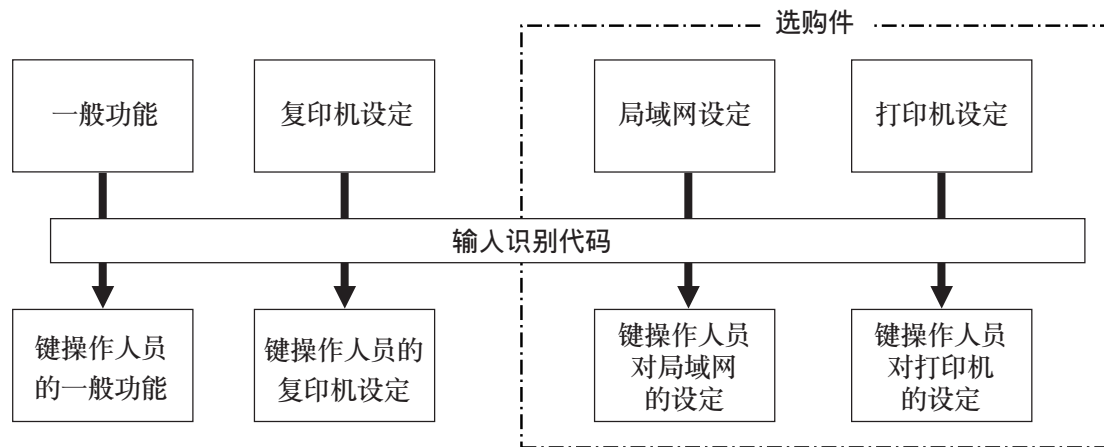 选购件
一般功能
复印机设定
局域网设定
打印机设定
输入识别代码
键操作人员
的一般功能
键操作人员的
复印机设定
键操作人员
对局域网
的设定
键操作人员
对打印机
的设定